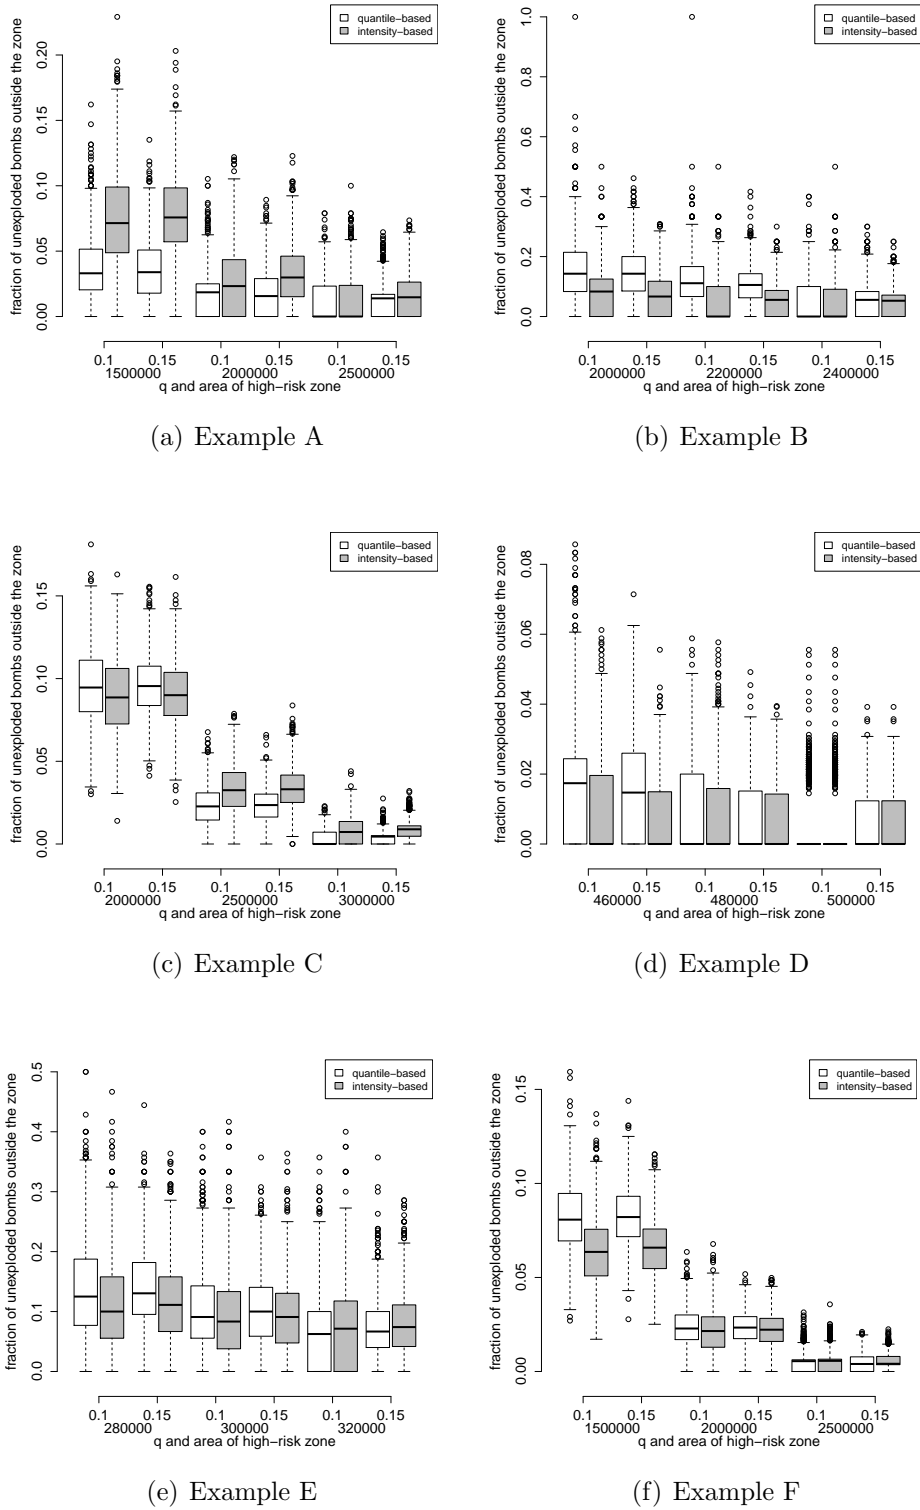 quantile-based
intensity-based
fraction of unexploded bombs outside the zone
0.00 0.05 0.10 0.15 0.20
0.1 0.15 0.1 0.15 0.1 0.15
1500000 2000000 2500000
q and area of high-risk zone
(a) Example A
quantile-based
intensity-based
fraction of unexploded bombs outside the zone
0.0 0.2 0.4 0.6 0.8 1.0
0.1 0.15 0.1 0.15 0.1 0.15
2000000 2200000 2400000
q and area of high-risk zone
(b) Example B
quantile-based
intensity-based
fraction of unexploded bombs outside the zone
0.00 0.05 0.10 0.15
0.1 0.15 0.1 0.15 0.1 0.15
2000000 2500000 3000000
q and area of high-risk zone
(c) Example C
quantile-based
intensity-based
fraction of unexploded bombs outside the zone
0.00 0.02 0.04 0.06 0.08
0.1 0.15 0.1 0.15 0.1 0.15
460000 480000 500000
q and area of high-risk zone
(d) Example D
quantile-based
intensity-based
fraction of unexploded bombs outside the zone
0.0 0.1 0.2 0.3 0.4 0.5
0.1 0.15 0.1 0.15 0.1 0.15
280000 300000 320000
q and area of high-risk zone
(e) Example E
quantile-based
intensity-based
fraction of unexploded bombs outside the zone
0.00 0.05 0.10 0.15
0.1 0.15 0.1 0.15 0.1 0.15
1500000 2000000 2500000
q and area of high-risk zone
(f) Example F